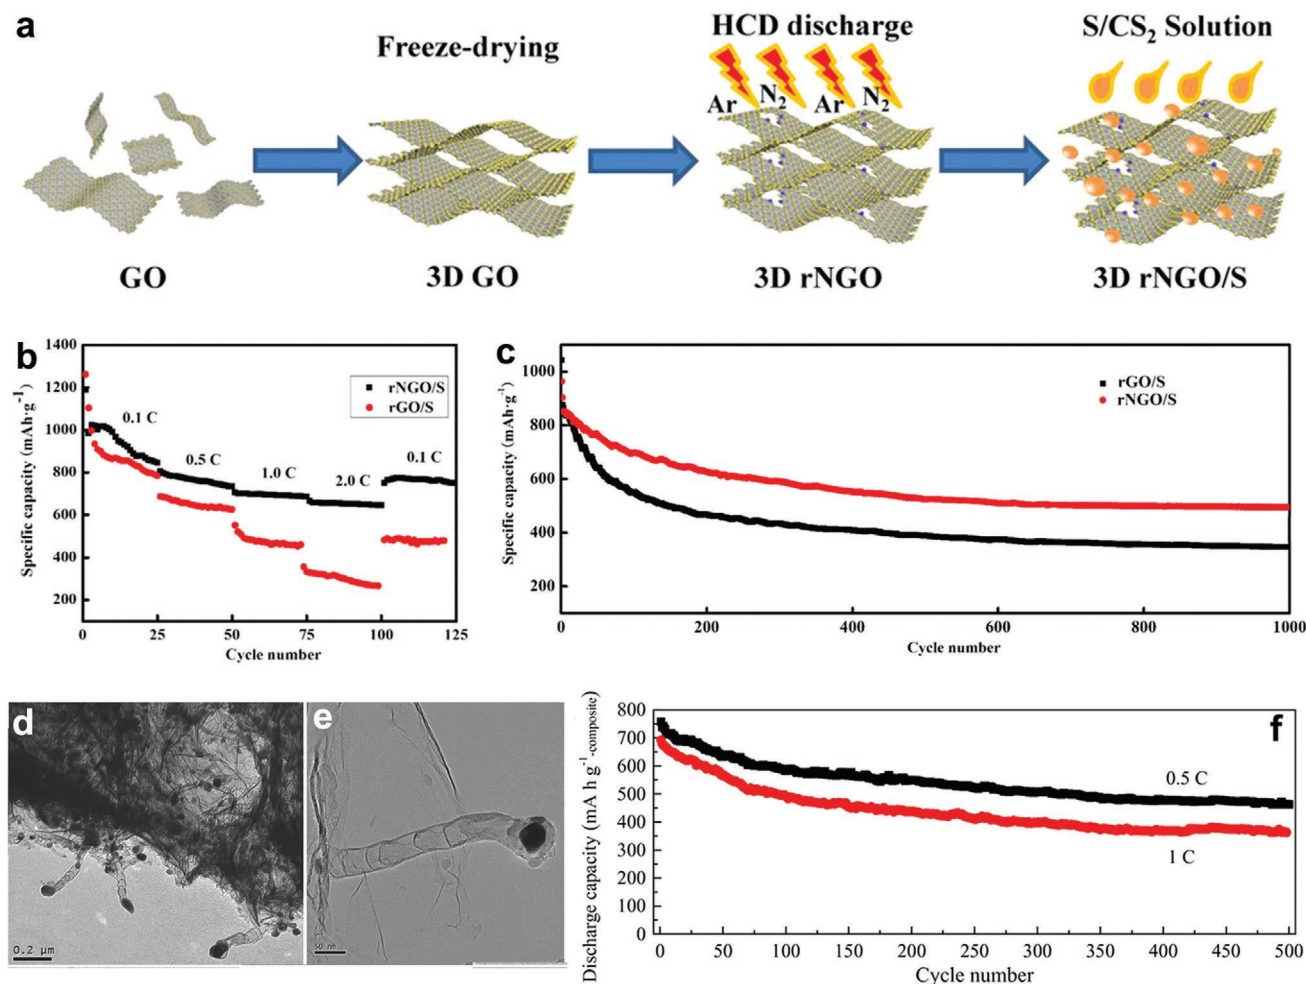 a
Freeze-drying
HCD discharge
S/CS₂ Solution
Ar N₂ Ar N₂
GO
3D GO
3D rNGO
3D rNGO/S
b
1400
1200
1000
800
600
400
200
Specific capacity (mAh·g⁻¹)
rNGO/S
rGO/S
0.1 C
0.5 C
1.0 C
2.0 C
0.1 C
0 25 50 75 100 125
Cycle number
c
1000
800
600
400
200
Specific capacity (mAh·g⁻¹)
rGO/S
rNGO/S
0 200 400 600 800 1000
Cycle number
d
0.2 µm
e
50 nm
f
800
700
600
500
400
300
200
100
0
Discharge capacity (mA h g⁻¹-composite)
0.5 C
1 C
0 50 100 150 200 250 300 350 400 450 500
Cycle number